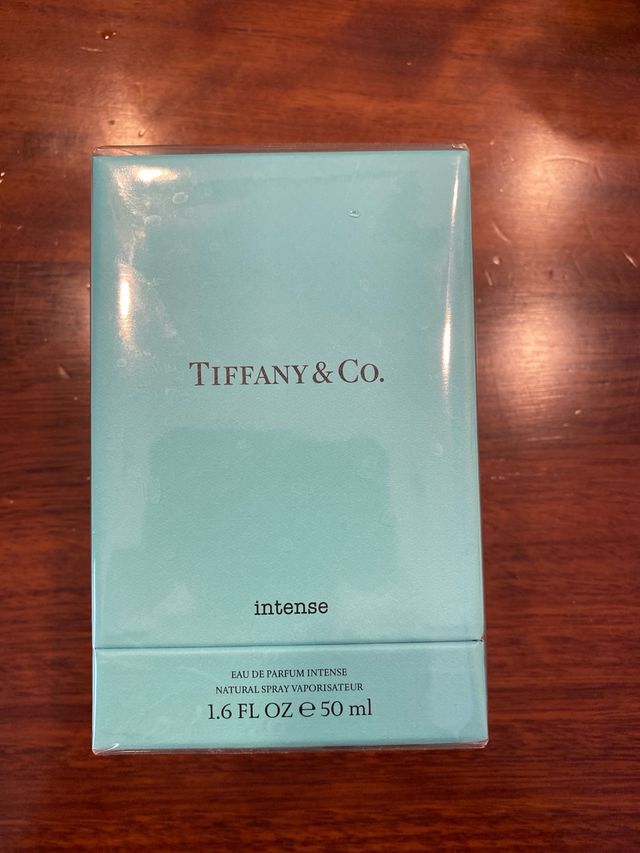 TIFFANY & CO.
intense
EAU DE PARFUM INTENSE
NATURAL SPRAY VAPORISATEUR
1.6 FL OZ ℮ 50 ml